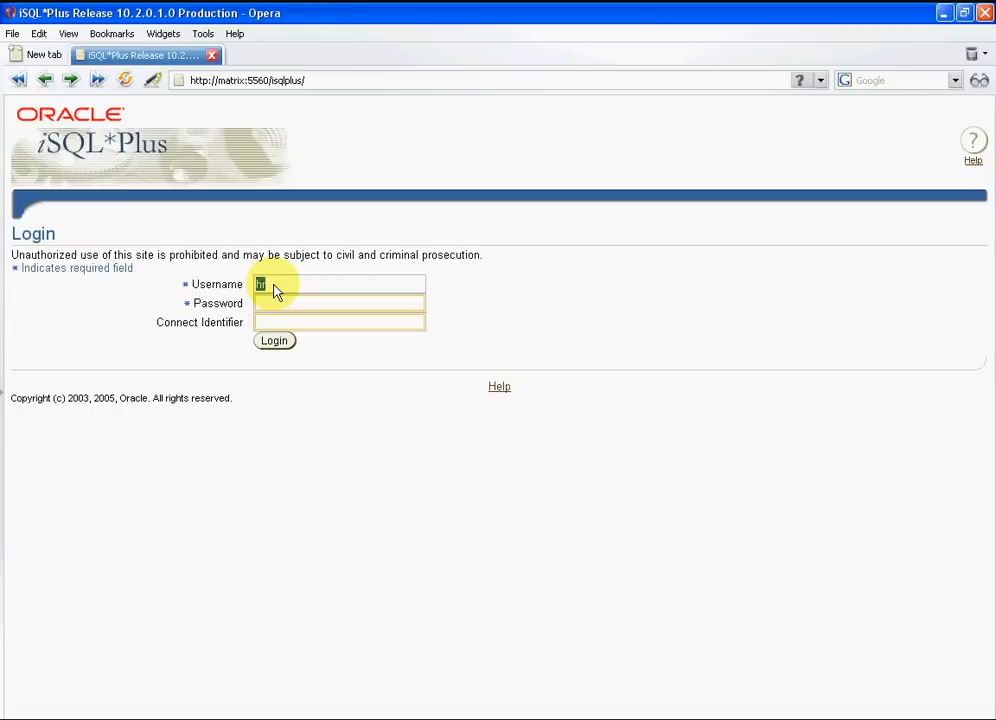 iSQL*Plus Release 10.2.0.1.0 Production - Opera
File Edit View Bookmarks Widgets Tools Help
New tab iSQL*Plus Release 10.2....
http://matrix:5560/isqlplus/ ? Google
ORACLE
iSQL*Plus
?
Help
Login
Unauthorized use of this site is prohibited and may be subject to civil and criminal prosecution.
* Indicates required field
* Username hr
* Password
Connect Identifier
Login
Help
Copyright (c) 2003, 2005, Oracle. All rights reserved.